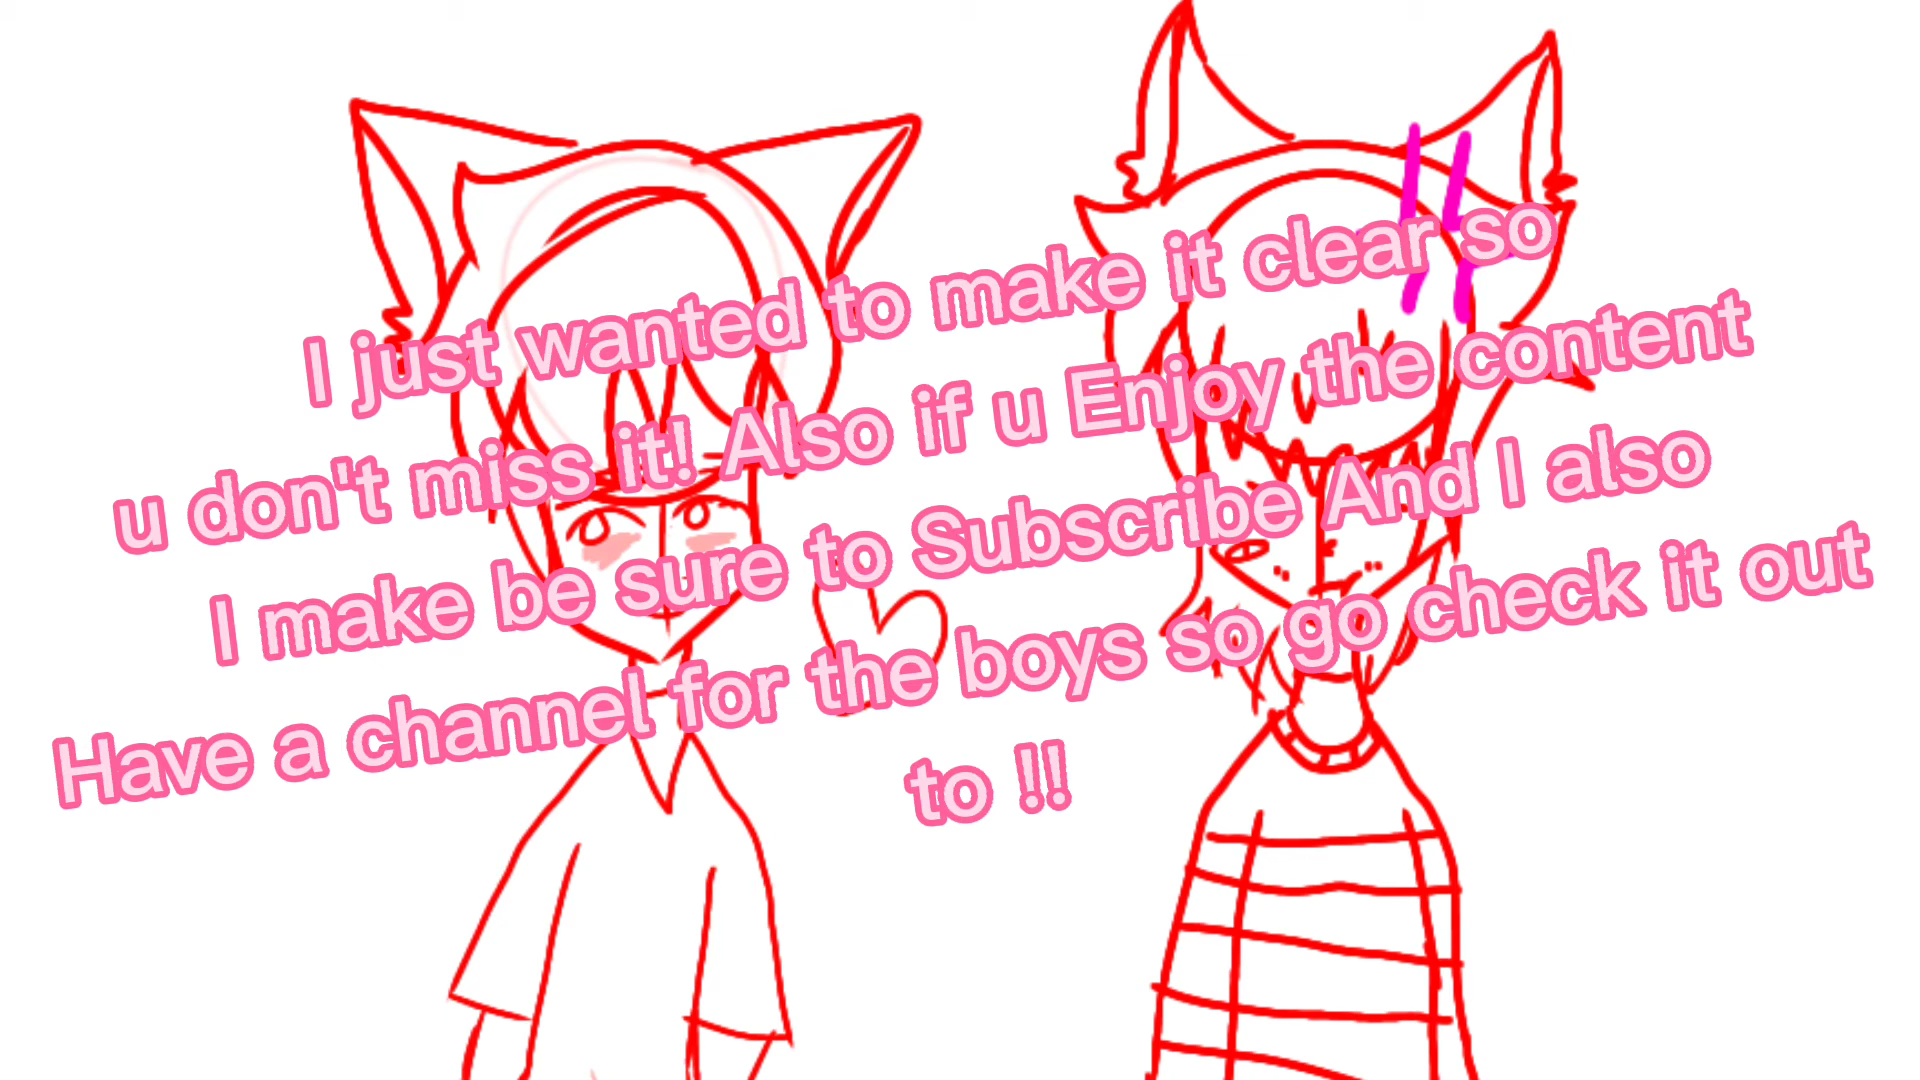 I just wanted to make it clear so
u don't miss it! Also if u Enjoy the content
I make be sure to Subscribe And I also
Have a channel for the boys so go check it out
to !!